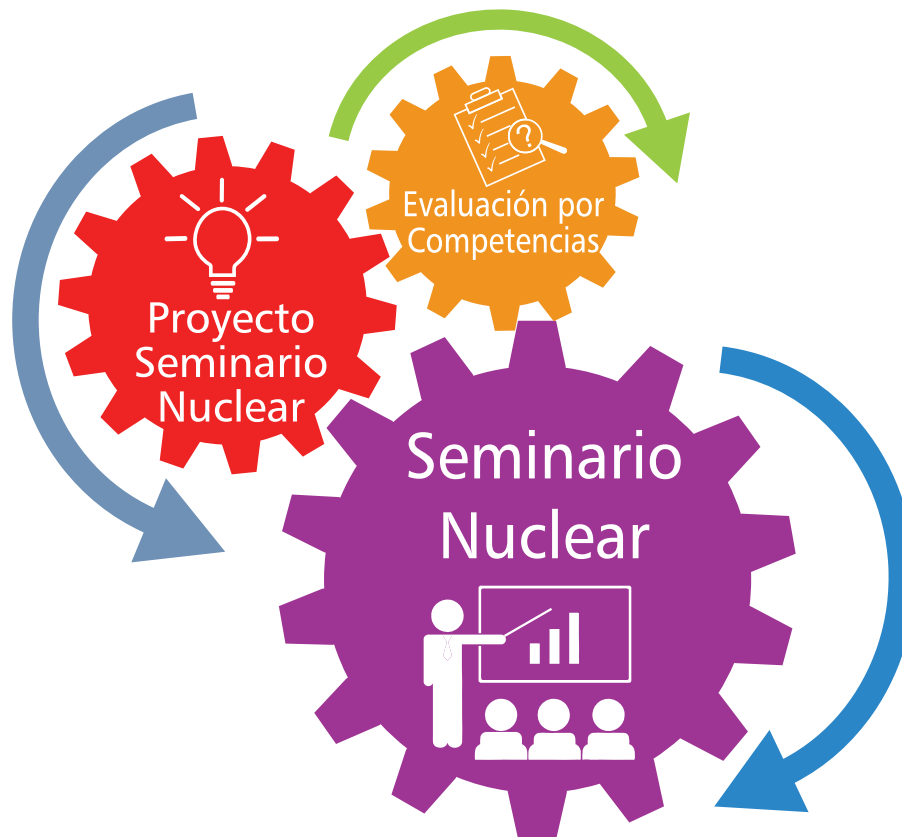 Evaluación por
Competencias
?
Proyecto
Seminario
Nuclear
Seminario
Nuclear